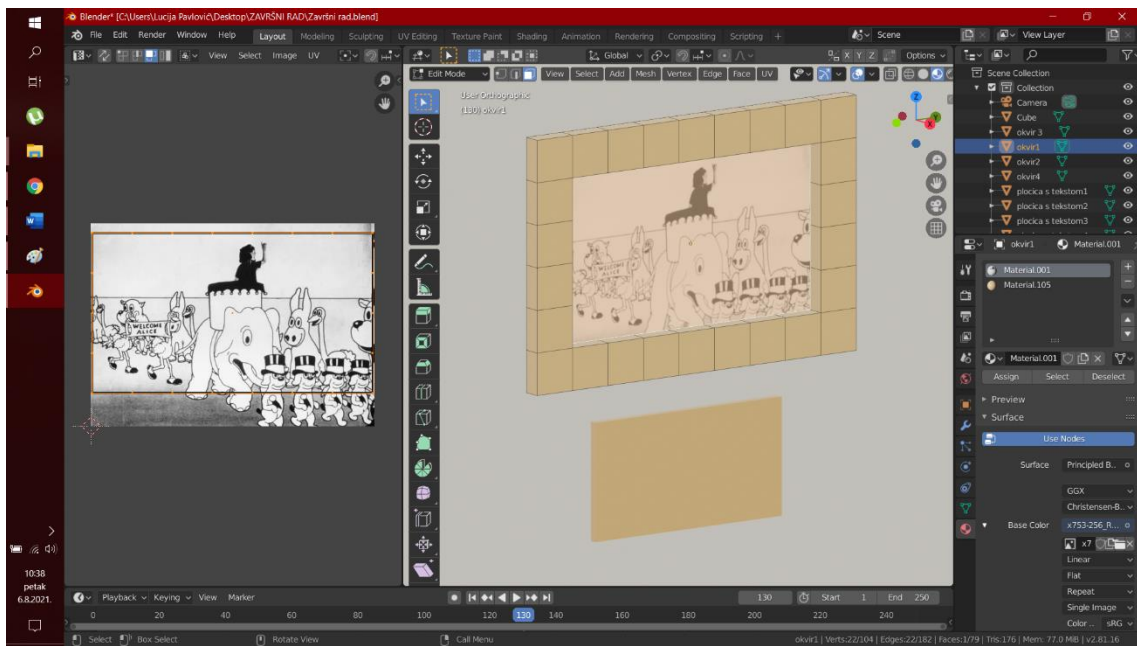 Blender* [C:\Users\Lucija Pavlović\Desktop\ZAVRŠNI RAD\Završni rad.blend]
File Edit Render Window Help Layout Modeling Sculpting UV Editing Texture Paint Shading Animation Rendering Compositing Scripting + Scene View Layer
View Select Image UV Global X Y Z Options
Edit Mode View Select Add Mesh Vertex Edge Face UV
User Orthographic
(130) okvir1
Z
Scene Collection
Collection
Camera
Cube
okvir 3
okvir1
okvir2
okvir4
plocica s tekstom1
plocica s tekstom2
plocica s tekstom3
okvir1 Material.001
Material.001
Material.105
Material.001
Assign Select Deselect
Preview
Surface
Use Nodes
Surface Principled B..
GGX
Christensen-B..
Base Color x753-256_R...
x7
Linear
Flat
Repeat
Single Image
Color .. sRG
WELCOME
ALICE
WELCOME
ALICE
10:38
petak
6.8.2021.
Playback Keying View Marker 130 Start 1 End 250
0 20 40 60 80 100 120 130 140 160 180 200 220 240
Select Box Select Rotate View Call Menu okvir1 | Verts:22/104 | Edges:22/182 | Faces:1/79 | Tris:176 | Mem: 77.0 MiB | v2.81.16